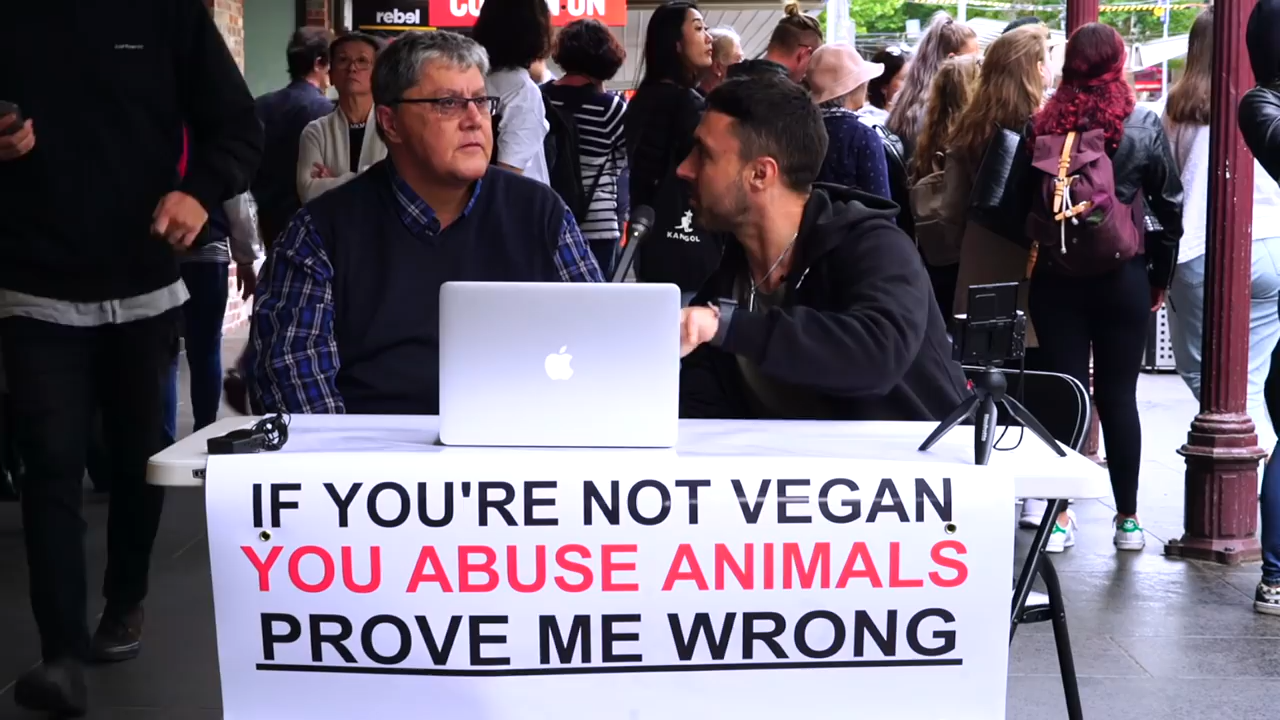 rebel
IF YOU'RE NOT VEGAN
YOU ABUSE ANIMALS
PROVE ME WRONG
KANGOL